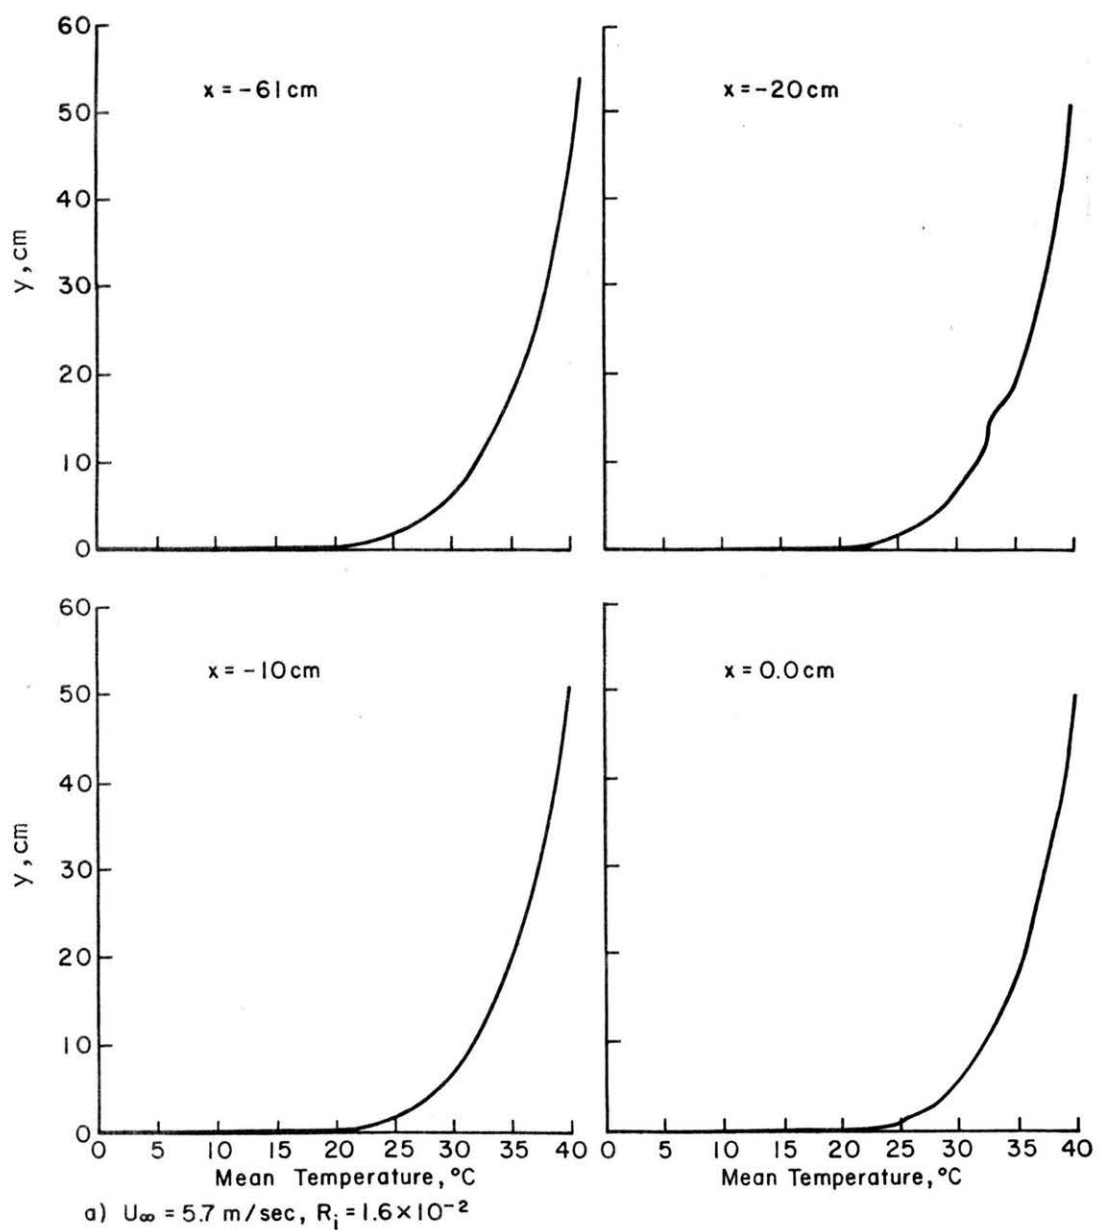 60
50
40
30
20
10
0
y, cm
x = -61 cm
x = -20 cm
60
50
40
30
20
10
0
y, cm
x = -10 cm
x = 0.0 cm
0 5 10 15 20 25 30 35 40
0 5 10 15 20 25 30 35 40
Mean Temperature, °C
Mean Temperature, °C
a) U∞ = 5.7 m/sec, Ri = 1.6×10⁻²